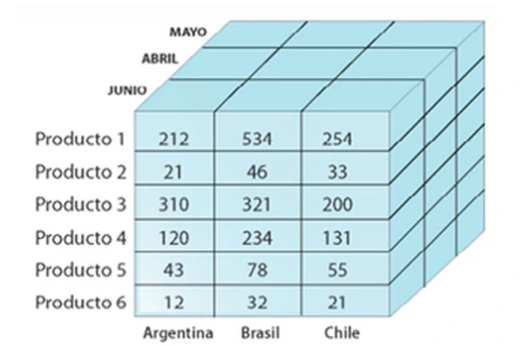 MAYO
ABRIL
JUNIO
Producto 1 212 534 254
Producto 2 21 46 33
Producto 3 310 321 200
Producto 4 120 234 131
Producto 5 43 78 55
Producto 6 12 32 21
Argentina Brasil Chile